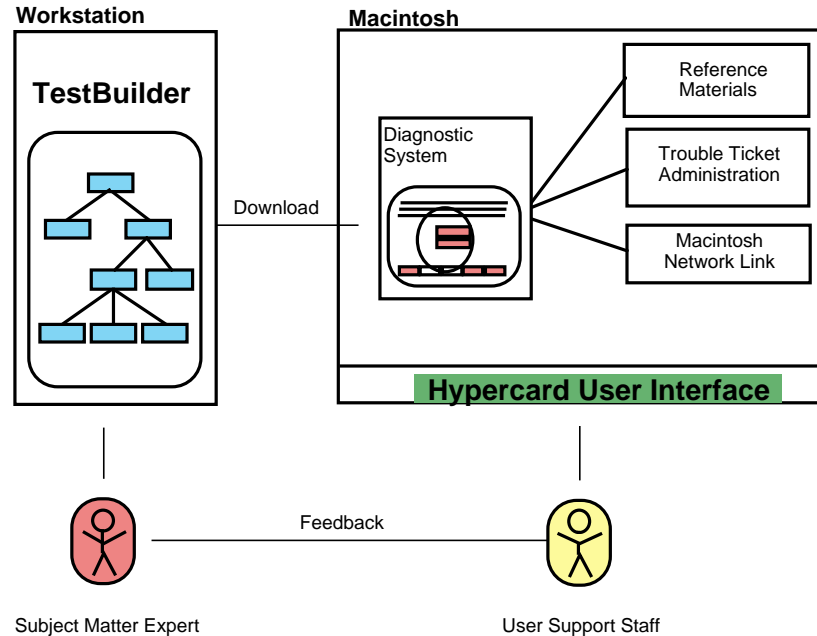 Workstation
Macintosh
TestBuilder
Diagnostic
System
Reference
Materials
Trouble Ticket
Administration
Macintosh
Network Link
Download
Hypercard User Interface
Feedback
Subject Matter Expert
User Support Staff